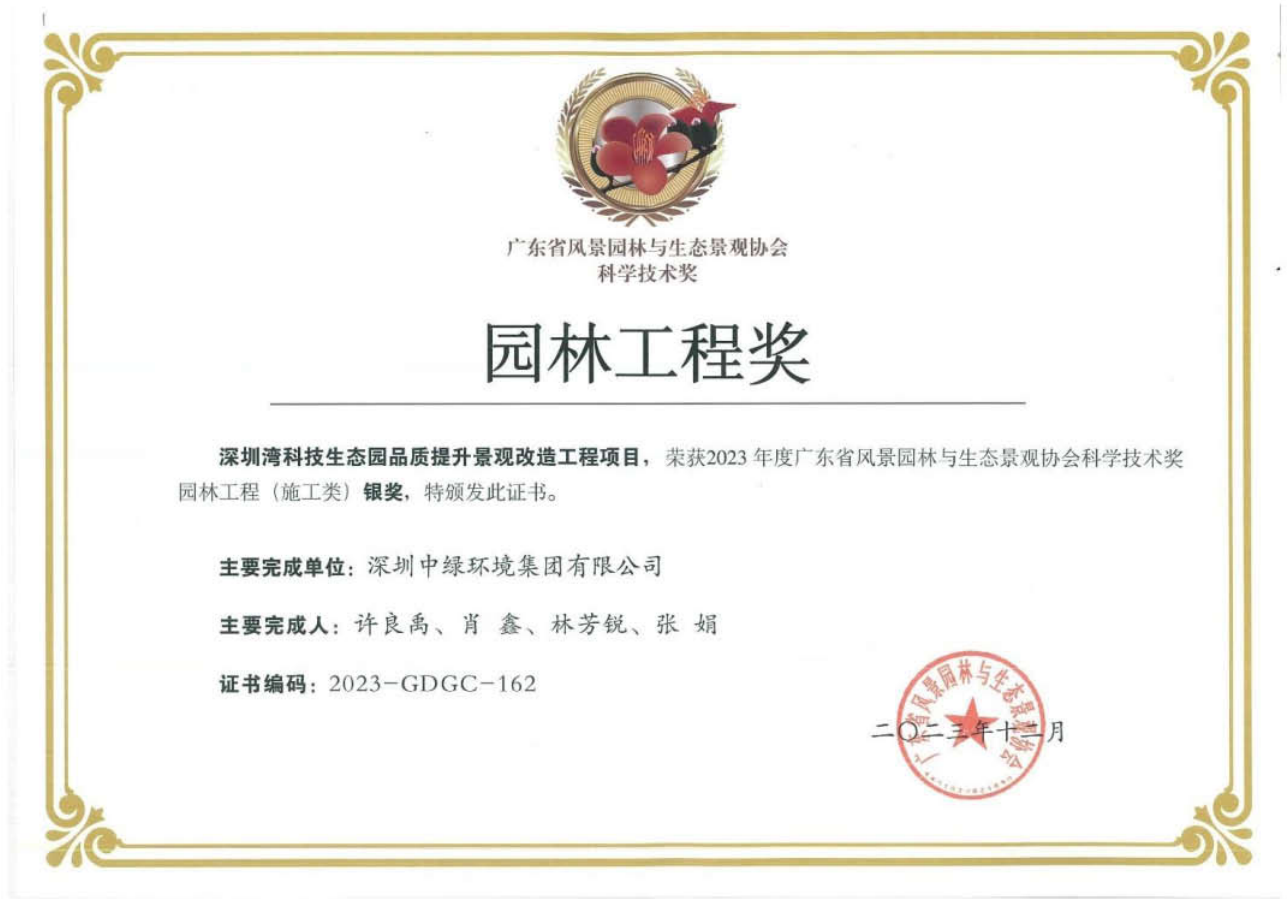 广东省风景园林与生态景观协会
科学技术奖
园林工程奖
深圳湾科技生态园品质提升景观改造工程项目，荣获2023 年度广东省风景园林与生态景观协会科学技术奖
园林工程（施工类）银奖，特颁发此证书。
主要完成单位：深圳中绿环境集团有限公司
主要完成人：许良禹、肖 鑫、林芳锐、张 娟
证书编码：2023-GDGC-162
广东省风景园林与生态景观协会
二〇二三年十二月